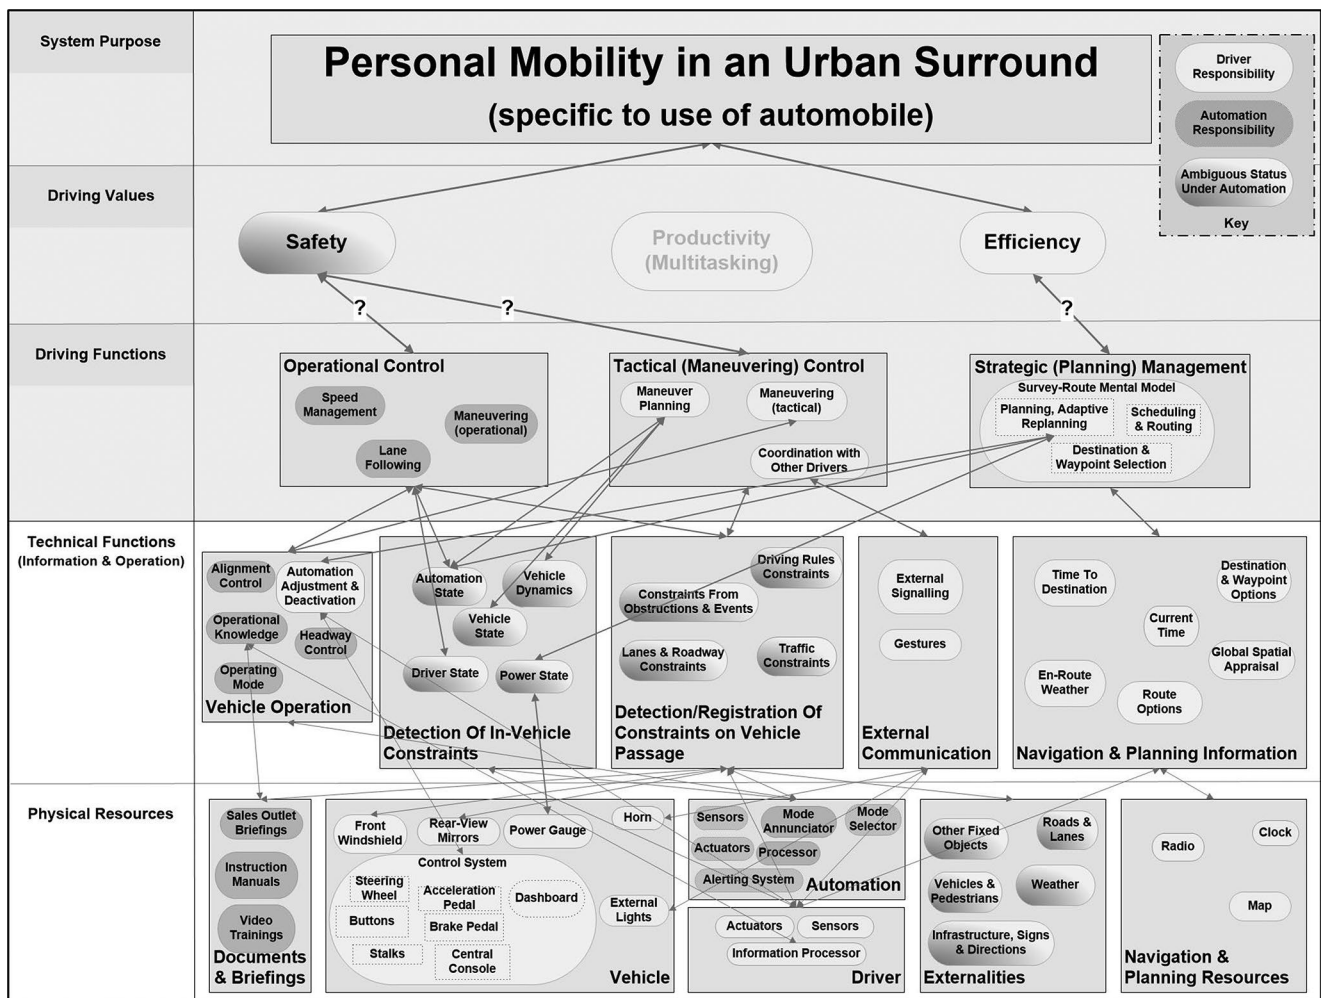 System Purpose
Personal Mobility in an Urban Surround
(specific to use of automobile)
Driver
Responsibility
Automation
Responsibility
Ambiguous Status
Under Automation
Key
Driving Values
Safety
Productivity
(Multitasking)
Efficiency
?
?
?
Driving Functions
Operational Control
Speed
Management
Maneuvering
(operational)
Lane
Following
Tactical (Maneuvering) Control
Maneuver
Planning
Maneuvering
(tactical)
Coordination with
Other Drivers
Strategic (Planning) Management
Survey-Route Mental Model
Planning, Adaptive
Replanning
Scheduling
& Routing
Destination &
Waypoint Selection
Technical Functions
(Information & Operation)
Alignment
Control
Automation
Adjustment &
Deactivation
Operational
Knowledge
Headway
Control
Operating
Mode
Vehicle Operation
Automation
State
Vehicle
Dynamics
Vehicle
State
Driver State
Power State
Detection Of In-Vehicle
Constraints
Driving Rules
Constraints
Constraints From
Obstructions & Events
Lanes & Roadway
Constraints
Traffic
Constraints
Detection/Registration Of
Constraints on Vehicle
Passage
External
Signalling
Gestures
External
Communication
Time To
Destination
Destination
& Waypoint
Options
Current
Time
Global Spatial
Appraisal
En-Route
Weather
Route
Options
Navigation & Planning Information
Physical Resources
Sales Outlet
Briefings
Instruction
Manuals
Video
Trainings
Documents
& Briefings
Front
Windshield
Rear-View
Mirrors
Power Gauge
Horn
Control System
Steering
Wheel
Acceleration
Pedal
Dashboard
Buttons
Brake Pedal
Stalks
Central
Console
External
Lights
Vehicle
Sensors
Mode
Annunciator
Mode
Selector
Actuators
Processor
Alerting System
Automation
Actuators
Sensors
Information Processor
Driver
Other Fixed
Objects
Roads &
Lanes
Vehicles &
Pedestrians
Weather
Infrastructure, Signs
& Directions
Externalities
Radio
Clock
Map
Navigation &
Planning Resources